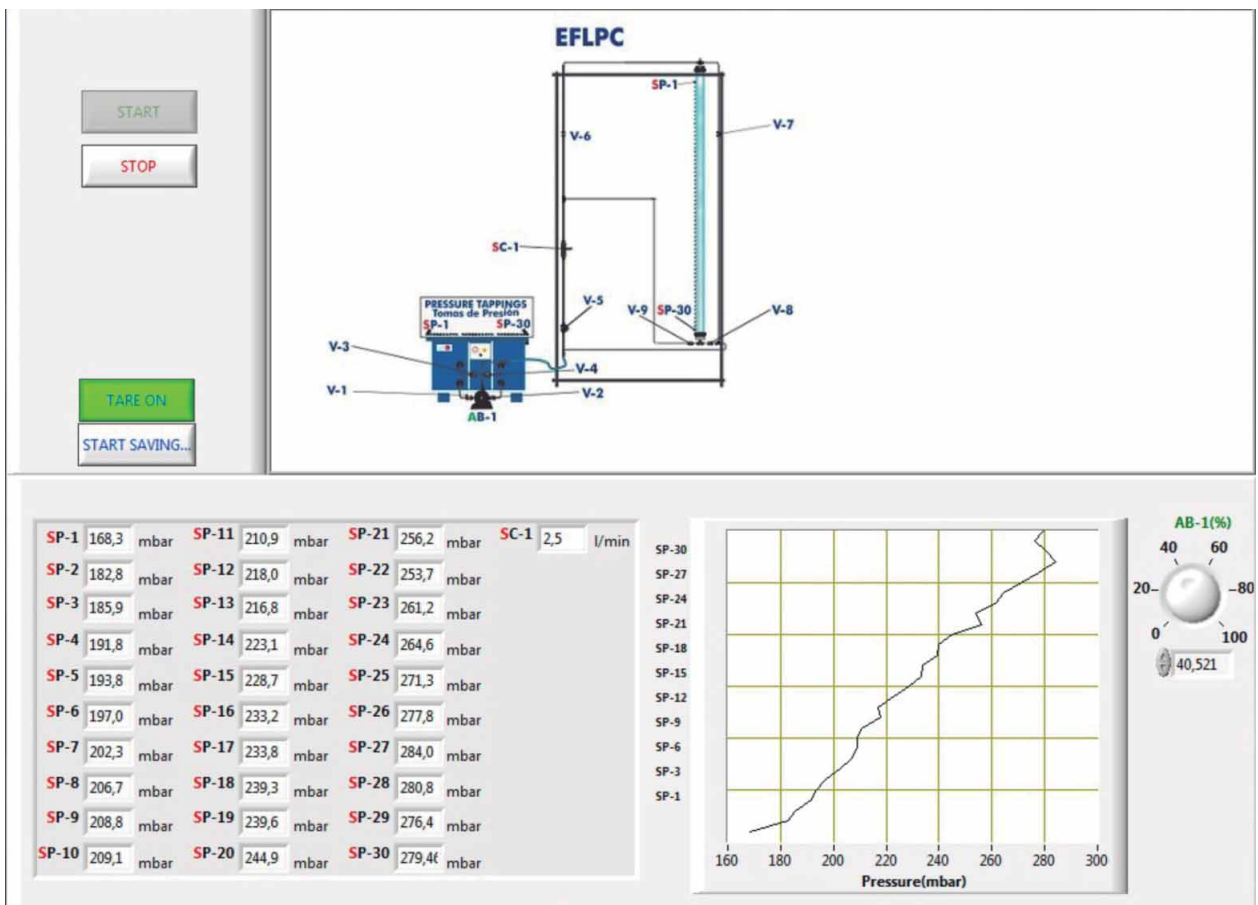 START
STOP
TARE ON
START SAVING...
EFLPC
SP-1
V-6
V-7
SC-1
V-5
V-9
SP-30
V-8
PRESSURE TAPPINGS
Tomas de Presión
SP-1 SP-30
V-3
V-4
V-1
V-2
AB-1
SP-1 168,3 mbar SP-11 210,9 mbar SP-21 256,2 mbar SC-1 2,5 l/min
SP-2 182,8 mbar SP-12 218,0 mbar SP-22 253,7 mbar
SP-3 185,9 mbar SP-13 216,8 mbar SP-23 261,2 mbar
SP-4 191,8 mbar SP-14 223,1 mbar SP-24 264,6 mbar
SP-5 193,8 mbar SP-15 228,7 mbar SP-25 271,3 mbar
SP-6 197,0 mbar SP-16 233,2 mbar SP-26 277,8 mbar
SP-7 202,3 mbar SP-17 233,8 mbar SP-27 284,0 mbar
SP-8 206,7 mbar SP-18 239,3 mbar SP-28 280,8 mbar
SP-9 208,8 mbar SP-19 239,6 mbar SP-29 276,4 mbar
SP-10 209,1 mbar SP-20 244,9 mbar SP-30 279,46 mbar
SP-30
SP-27
SP-24
SP-21
SP-18
SP-15
SP-12
SP-9
SP-6
SP-3
SP-1
160 180 200 220 240 260 280 300
Pressure(mbar)
AB-1(%)
40 60
20 80
0 100
40,521